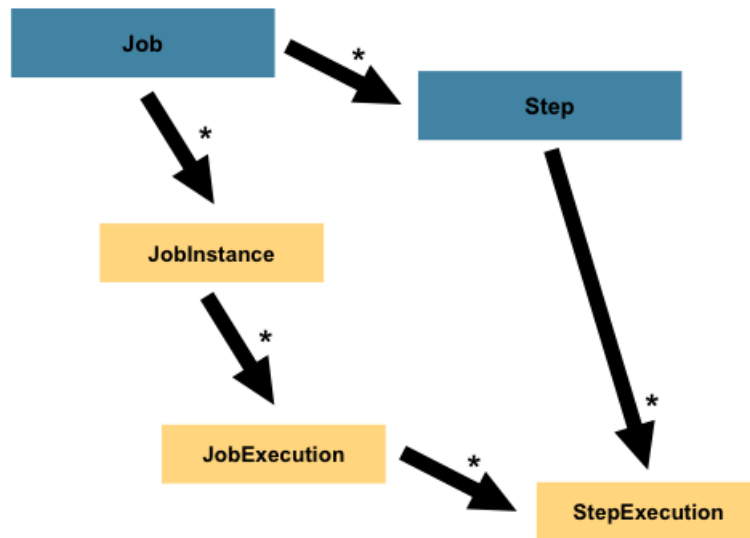 Job
*
Step
*
JobInstance
*
*
JobExecution
*
StepExecution